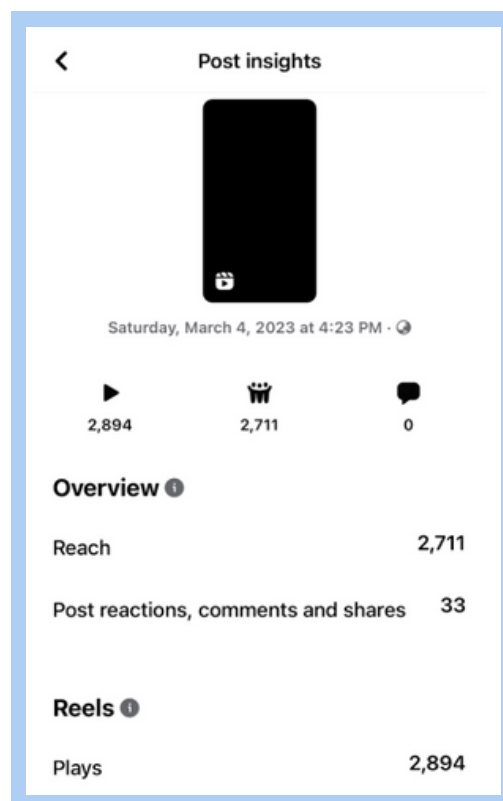 Post insights
Saturday, March 4, 2023 at 4:23 PM ·
2,894 2,711 0
Overview
Reach 2,711
Post reactions, comments and shares 33
Reels
Plays 2,894